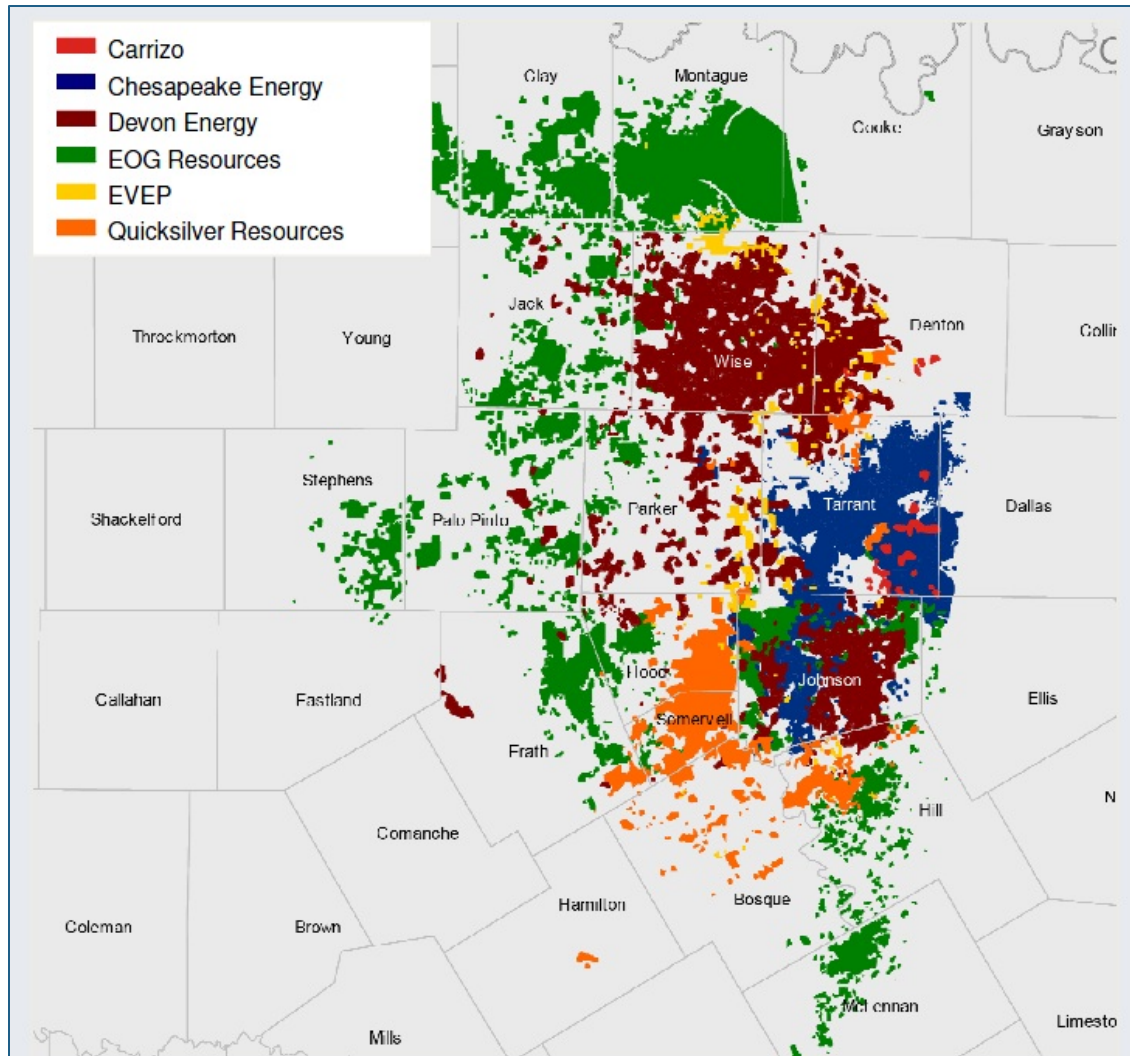 Carrizo
Chesapeake Energy
Devon Energy
EOG Resources
EVEP
Quicksilver Resources
Clay
Montague
Cooke
Grayson
Throckmorton
Young
Jack
Wise
Denton
Collin
Shackelford
Stephens
Palo Pinto
Parker
Tarrant
Dallas
Callahan
Eastland
Hood
Johnson
Ellis
Somervell
Erath
Comanche
Hill
N
Coleman
Brown
Hamilton
Bosque
McLennan
Mills
Limesto